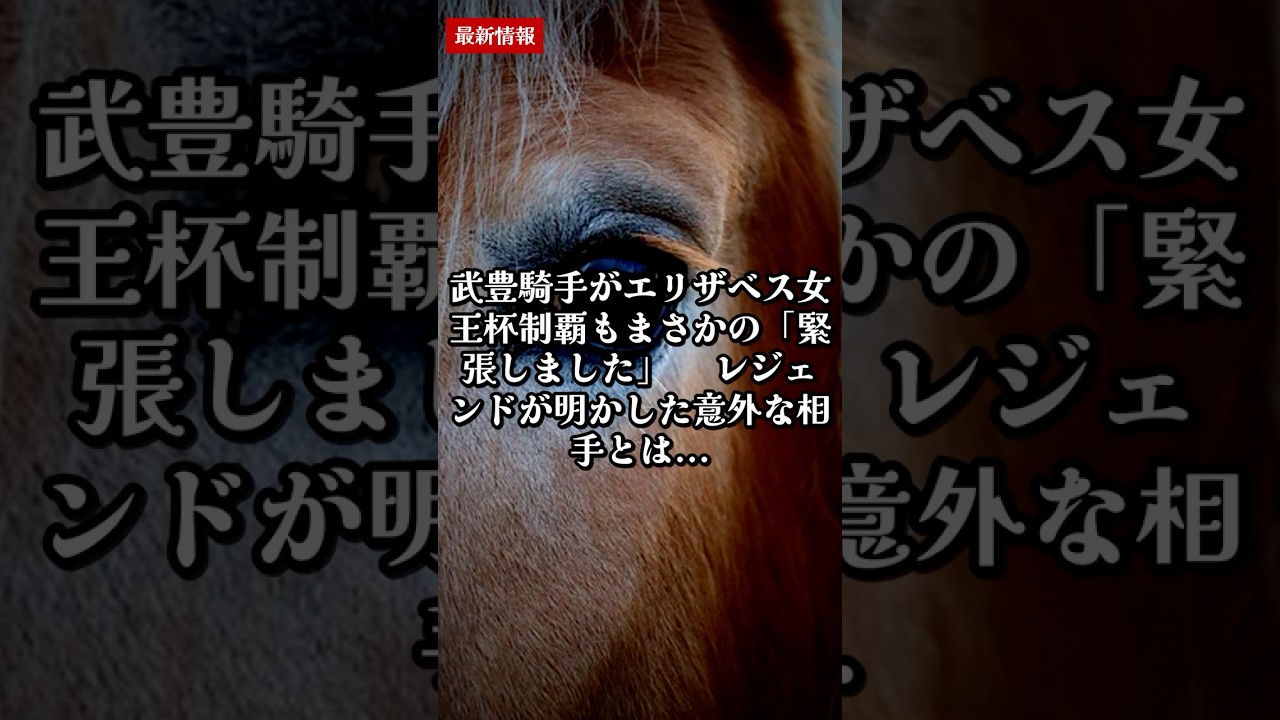 最新情報
武豊騎手がエリザベス女
王杯制覇もまさかの「緊
張しました」　レジェ
ンドが明かした意外な相
手とは...